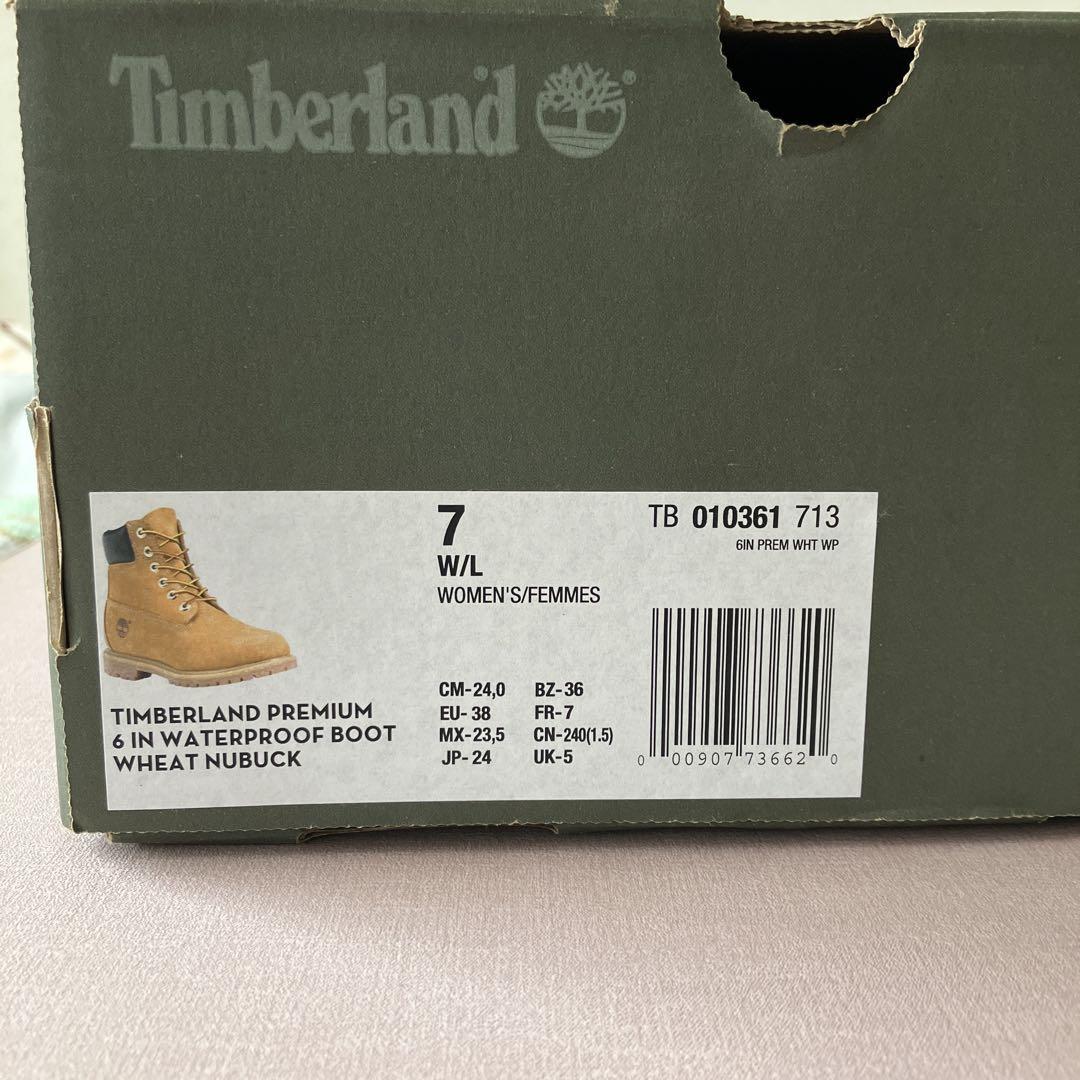 Timberland® ®
7
W/L
WOMEN'S/FEMMES
TB 010361 713
6IN PREM WHT WP
CM-24,0 BZ-36
EU-38 FR-7
MX-23,5 CN-240(1.5)
JP-24 UK-5
TIMBERLAND PREMIUM
6 IN WATERPROOF BOOT
WHEAT NUBUCK
0 00907 73662 0